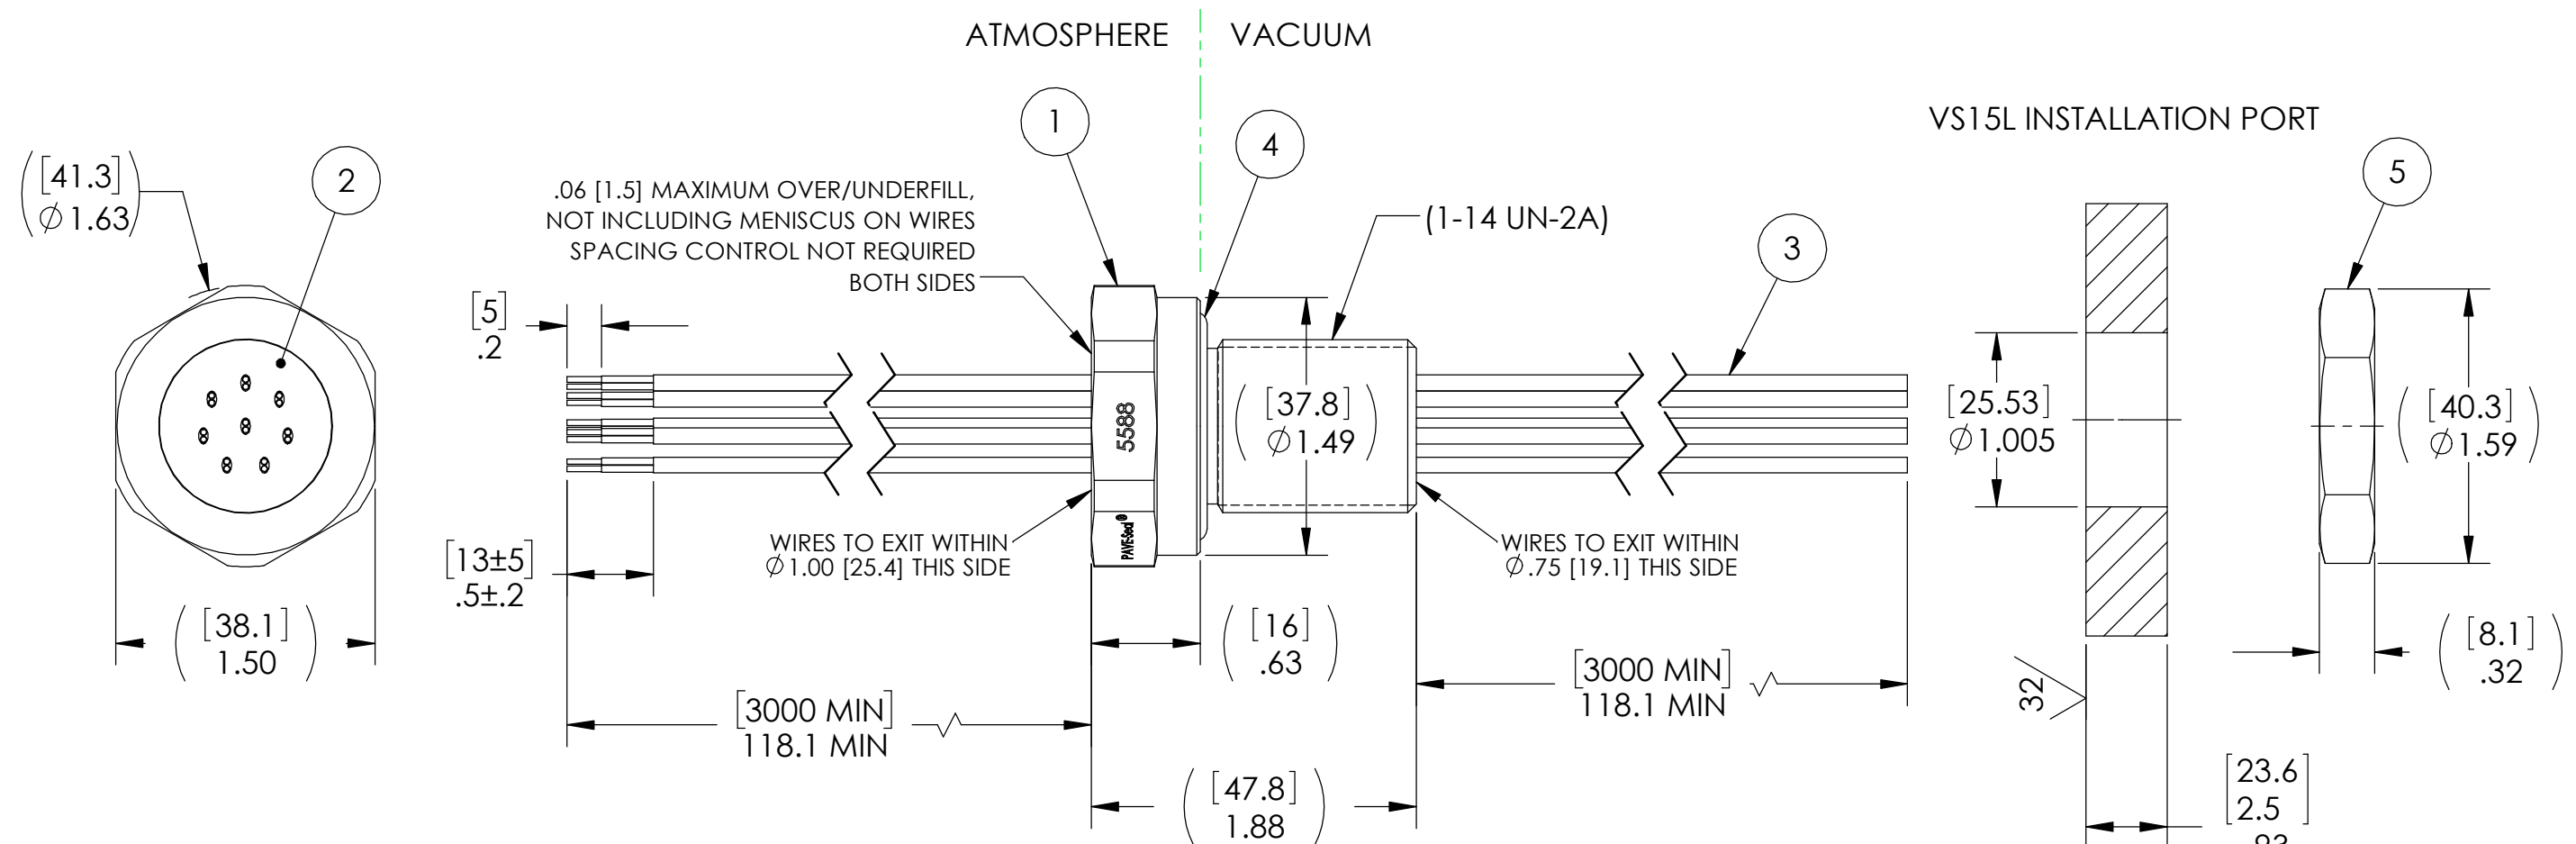 ATMOSPHERE
VACUUM
VS15L INSTALLATION PORT
1
4
5
2
3
[41.3]
Ø 1.63
.06 [1.5] MAXIMUM OVER/UNDERFILL,
NOT INCLUDING MENISCUS ON WIRES
SPACING CONTROL NOT REQUIRED
BOTH SIDES
(1-14 UN-2A)
[5]
.2
5588
PAVE-Seal®
([37.8]
Ø 1.49)
[25.53]
Ø 1.005
([40.3]
Ø 1.59)
WIRES TO EXIT WITHIN
Ø 1.00 [25.4] THIS SIDE
WIRES TO EXIT WITHIN
Ø .75 [19.1] THIS SIDE
[13±5]
.5±.2
([38.1]
1.50)
([16]
.63)
[3000 MIN]
118.1 MIN
[3000 MIN]
118.1 MIN
32
([8.1]
.32)
([47.8]
1.88)
[23.6
2.5]